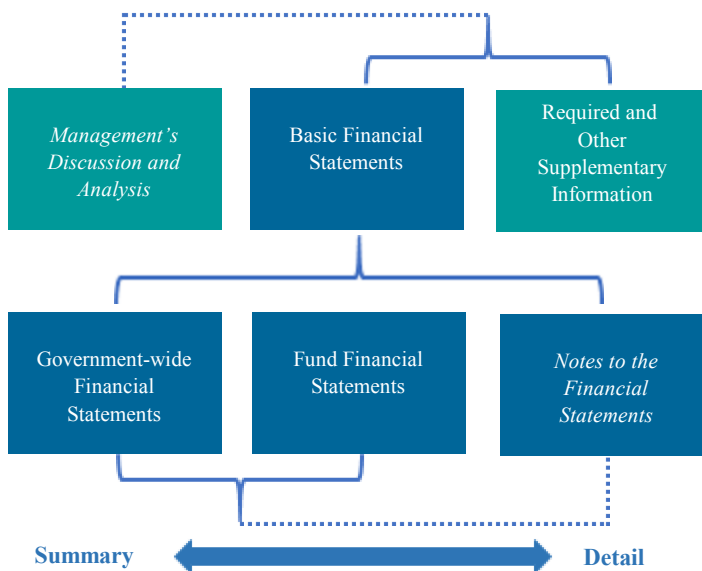 Management's
Discussion and
Analysis
Basic Financial
Statements
Required and
Other
Supplementary
Information
Government-wide
Financial
Statements
Fund Financial
Statements
Notes to the
Financial
Statements
Summary
Detail